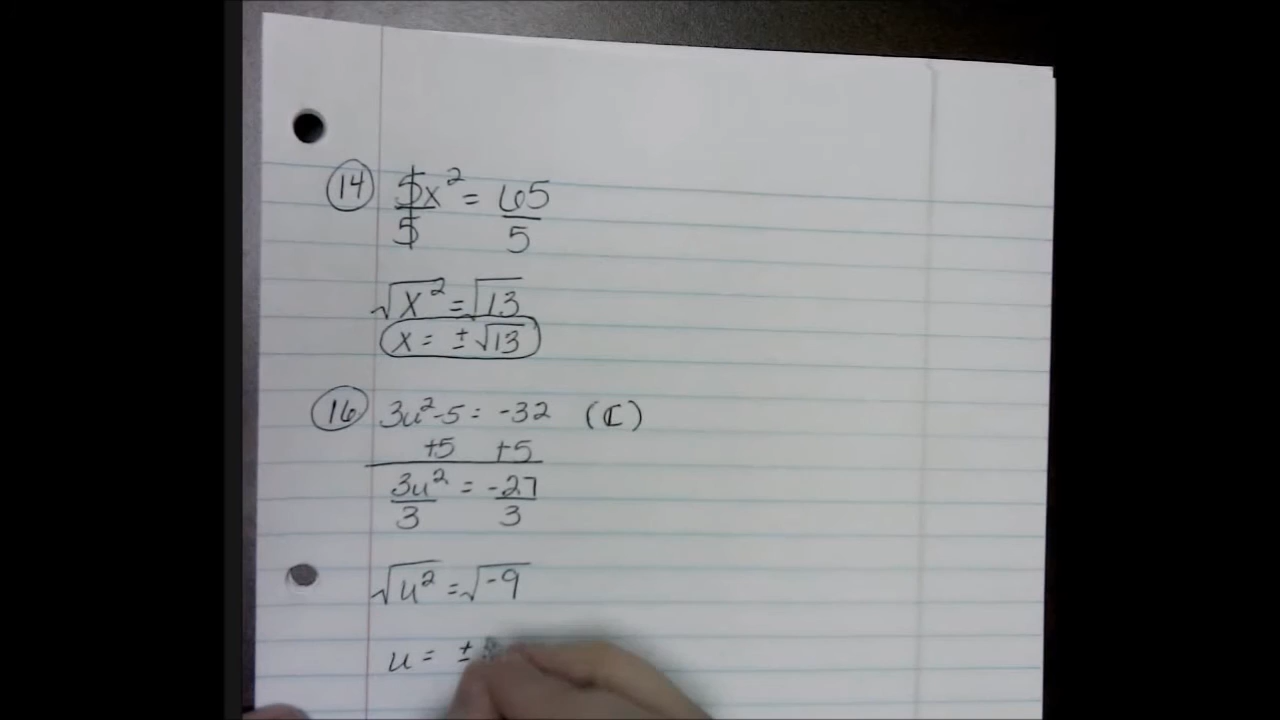 14 5x² = 65
5 5
√x² = √13
x = ±√13
16 3u²-5 = -32 (ℂ)
+5 +5
3u² = -27
3 3
√u² = √-9
u = ±